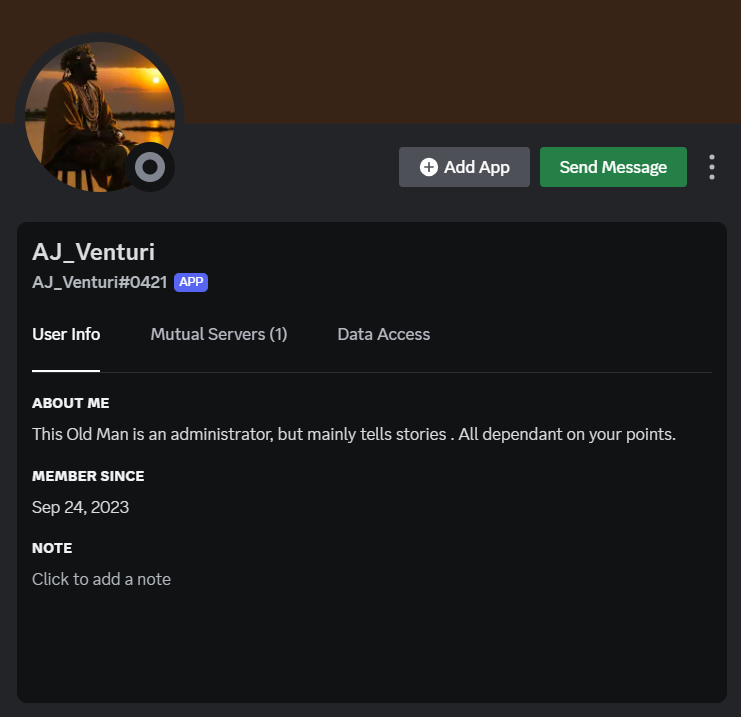 Add App
Send Message
AJ_Venturi
AJ_Venturi#0421 APP
User Info Mutual Servers (1) Data Access
ABOUT ME
This Old Man is an administrator, but mainly tells stories . All dependant on your points.
MEMBER SINCE
Sep 24, 2023
NOTE
Click to add a note